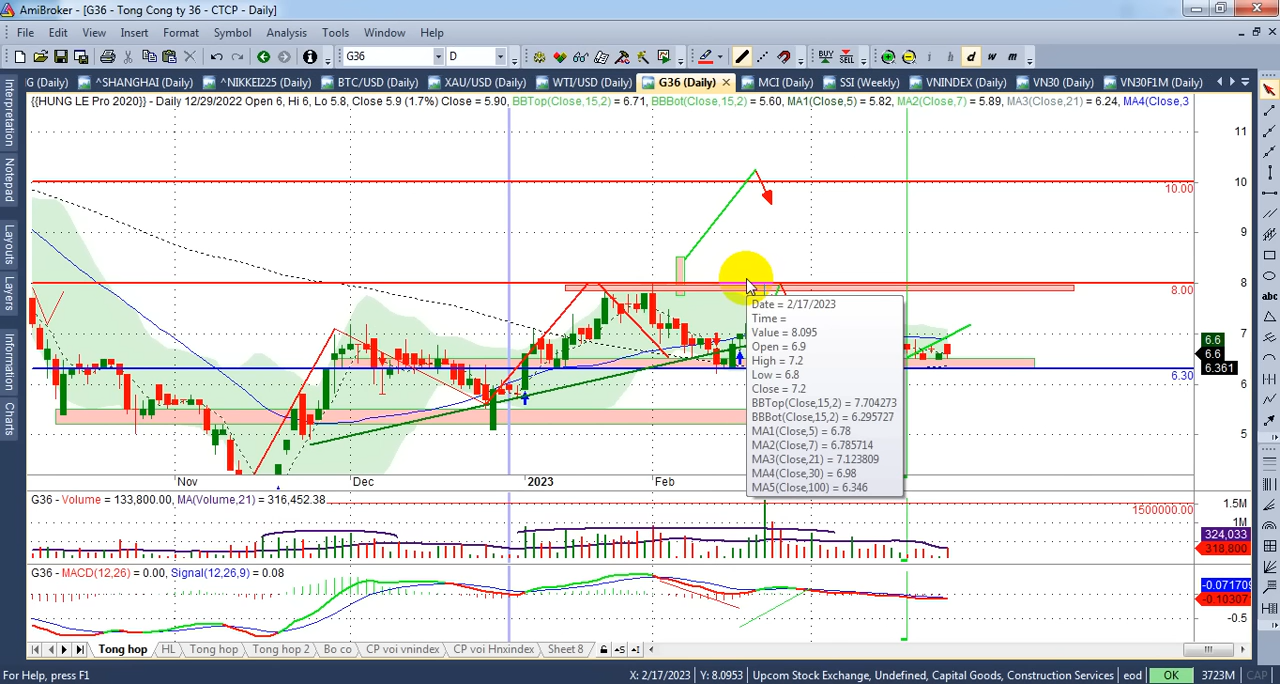 AmiBroker - [G36 - Tong Cong ty 36 - CTCP - Daily]
File Edit View Insert Format Symbol Analysis Tools Window Help
G36 D BUY SELL i h d w m
G (Daily) ^SHANGHAI (Daily) ^NIKKEI225 (Daily) BTC/USD (Daily) XAU/USD (Daily) WTI/USD (Daily) G36 (Daily) MCI (Daily) SSI (Weekly) VNINDEX (Daily) VN30 (Daily) VN30F1M (Daily)
{{HUNG LE Pro 2020}} - Daily 12/29/2022 Open 6, Hi 6, Lo 5.8, Close 5.9 (1.7%) Close = 5.90, BBTop(Close,15,2) = 6.71, BBBot(Close,15,2) = 5.60, MA1(Close,5) = 5.82, MA2(Close,7) = 5.89, MA3(Close,21) = 6.24, MA4(Close,3
Interpretation
Notepad
Layouts
Layers
Information
Charts
abc
11
10
10.00
9
8
8.00
7
6.6
6.6
6.361
6.30
6
5
Date = 2/17/2023
Time =
Value = 8.095
Open = 6.9
High = 7.2
Low = 6.8
Close = 7.2
BBTop(Close,15,2) = 7.704273
BBBot(Close,15,2) = 6.295727
MA1(Close,5) = 6.78
MA2(Close,7) = 6.785714
MA3(Close,21) = 7.123809
MA4(Close,30) = 6.98
MA5(Close,100) = 6.346
Nov Dec 2023 Feb
G36 - Volume = 133,800.00, MA(Volume,21) = 316,452.38
1.5M
1500000.00
1M
324,033
318,800
G36 - MACD(12,26) = 0.00, Signal(12,26,9) = 0.08
-0.071709
-0.10307
-0.5
Tong hop HL Tong hop Tong hop 2 Bo co CP voi vnindex CP voi Hnxindex Sheet 8
For Help, press F1 X: 2/17/2023 Y: 8.0953 Upcom Stock Exchange, Undefined, Capital Goods, Construction Services eod OK 3723M CAP